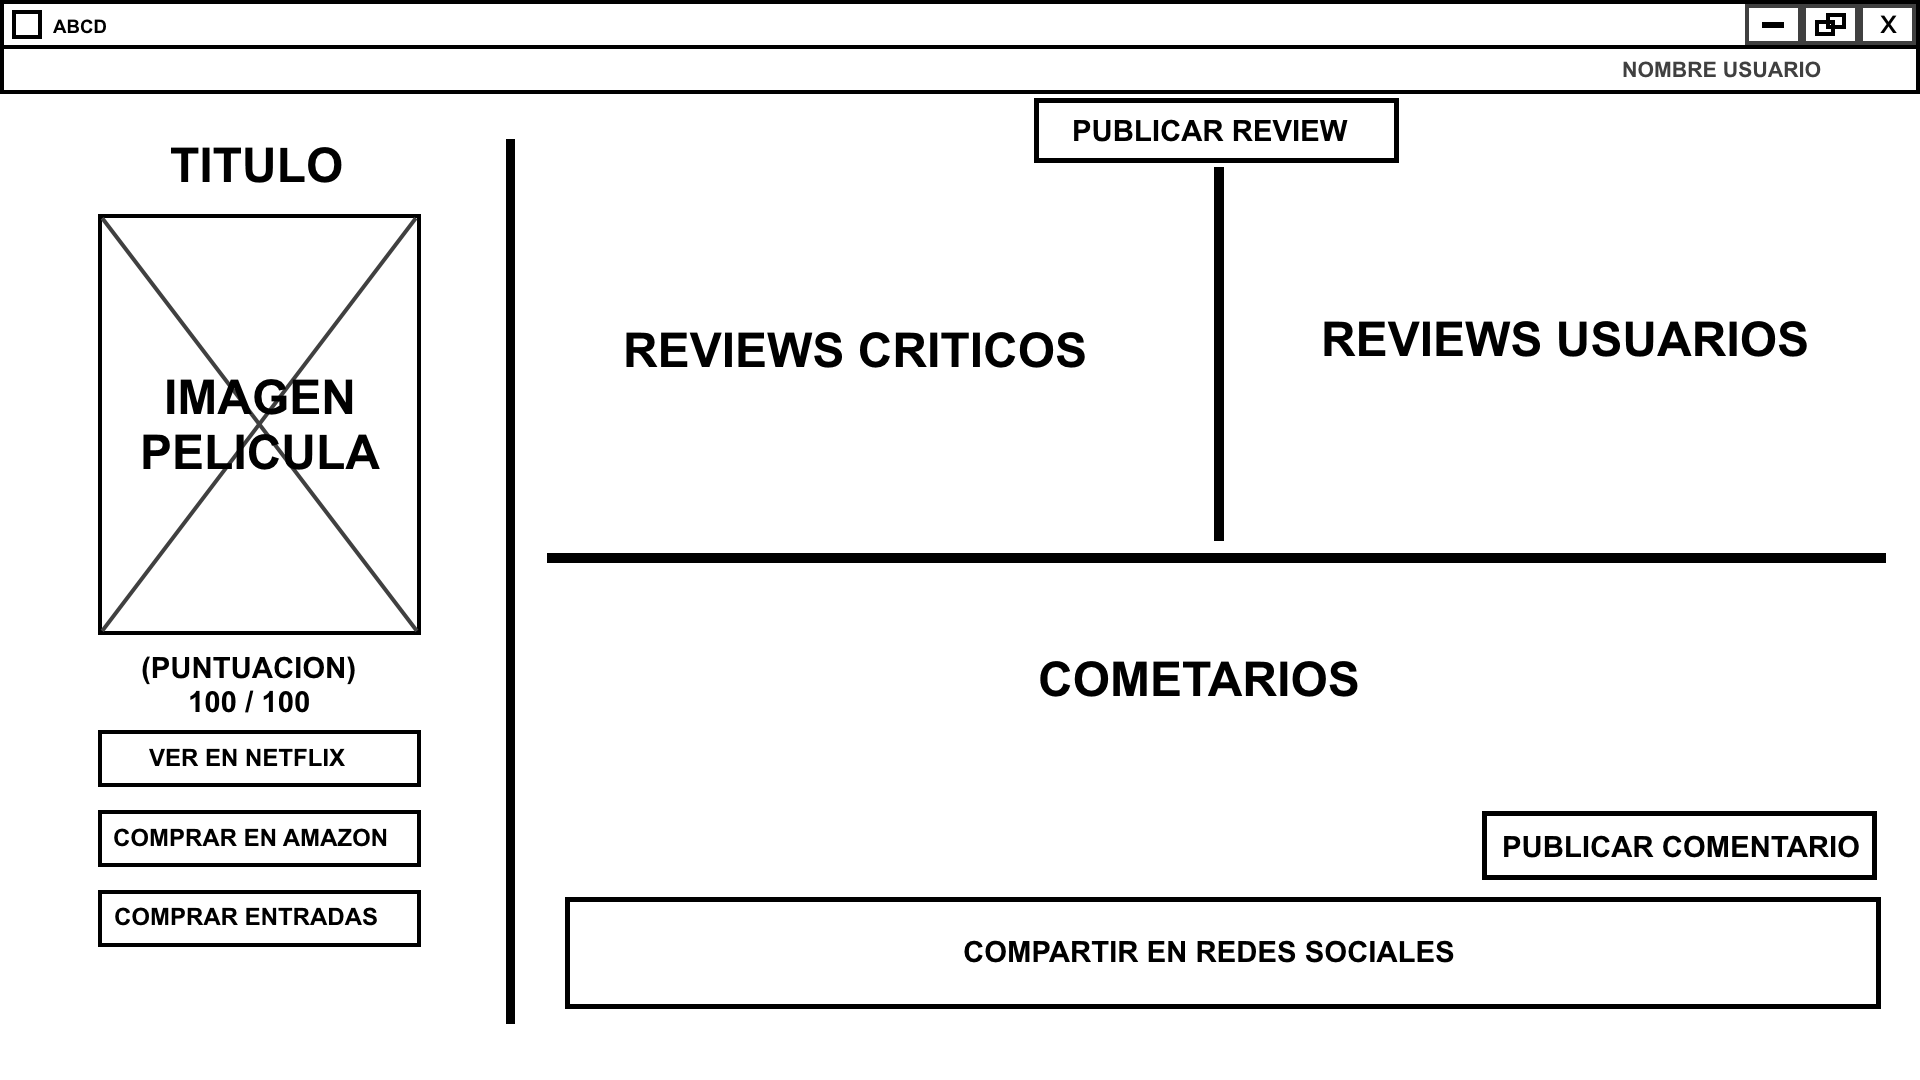 ABCD
X
NOMBRE USUARIO
PUBLICAR REVIEW
TITULO
IMAGEN
PELICULA
(PUNTUACION)
100 / 100
VER EN NETFLIX
COMPRAR EN AMAZON
COMPRAR ENTRADAS
REVIEWS CRITICOS
REVIEWS USUARIOS
COMETARIOS
PUBLICAR COMENTARIO
COMPARTIR EN REDES SOCIALES